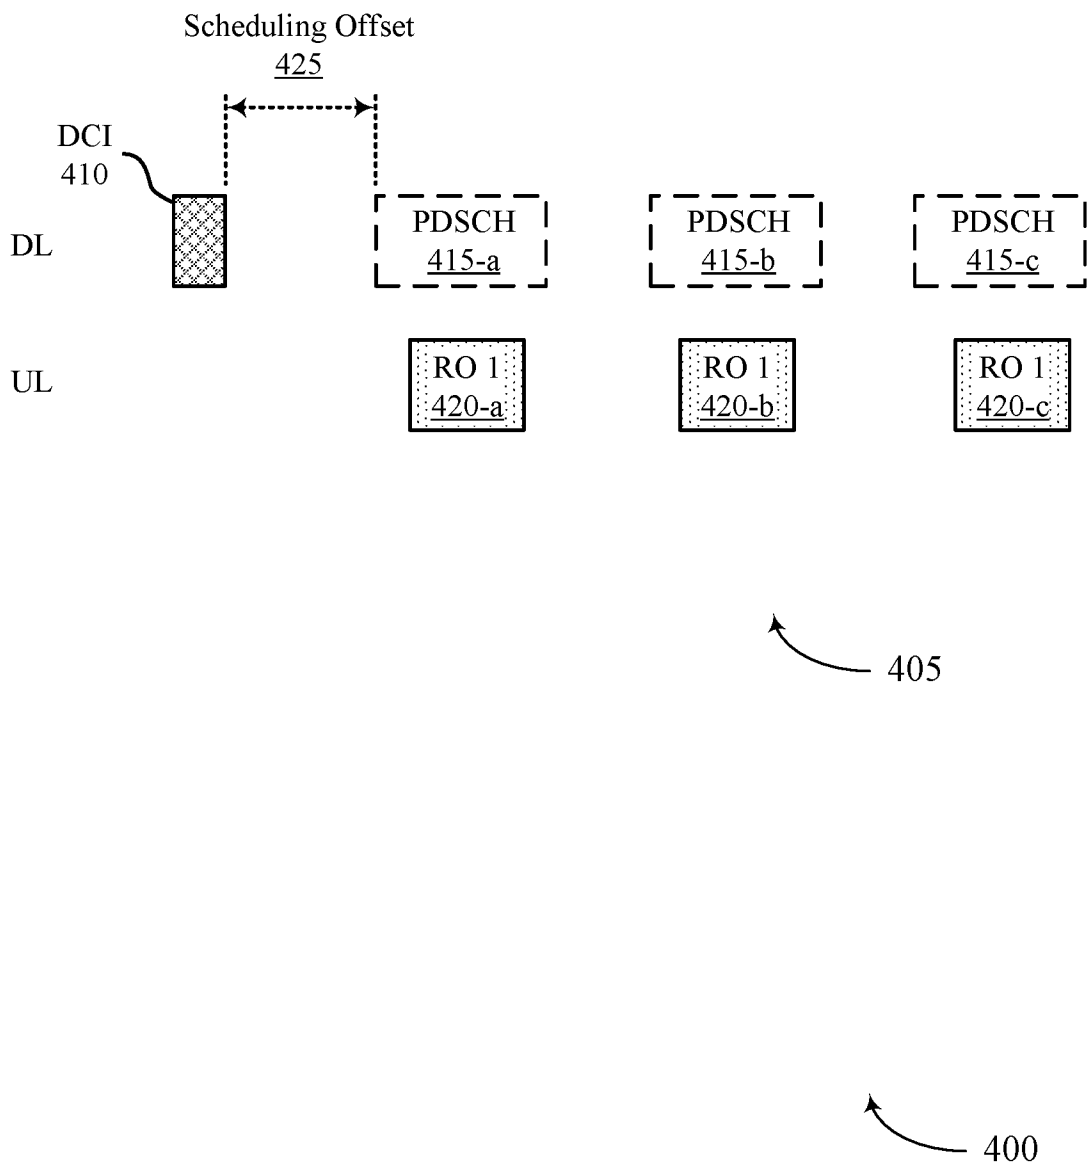 Scheduling Offset
425
DCI
410
DL
PDSCH
415-a
PDSCH
415-b
PDSCH
415-c
UL
RO 1
420-a
RO 1
420-b
RO 1
420-c
405
400